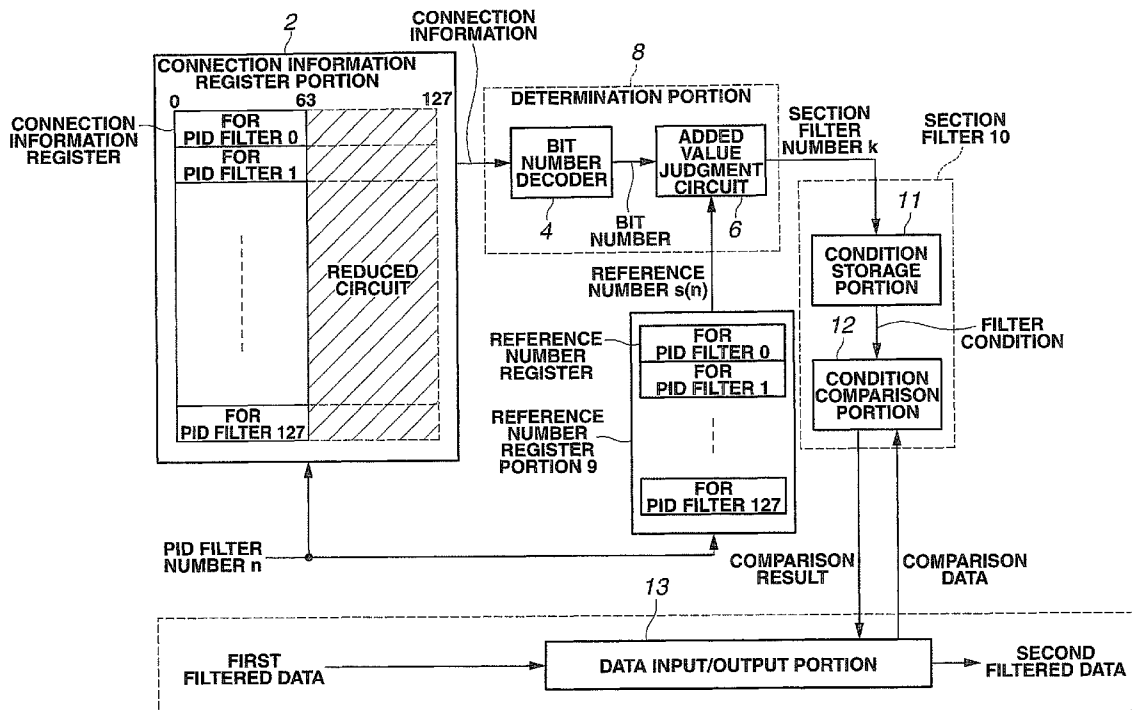 2
CONNECTION INFORMATION
REGISTER PORTION
0 63 127
CONNECTION
INFORMATION
REGISTER
FOR
PID FILTER 0
FOR
PID FILTER 1
REDUCED
CIRCUIT
FOR
PID FILTER 127
CONNECTION
INFORMATION
8
DETERMINATION PORTION
BIT
NUMBER
DECODER
4
BIT
NUMBER
ADDED
VALUE
JUDGMENT
CIRCUIT
6
SECTION
FILTER
NUMBER k
SECTION
FILTER 10
11
CONDITION
STORAGE
PORTION
FILTER
CONDITION
12
CONDITION
COMPARISON
PORTION
REFERENCE
NUMBER s(n)
REFERENCE
NUMBER
REGISTER
FOR
PID FILTER 0
FOR
PID FILTER 1
REFERENCE
NUMBER
REGISTER
PORTION 9
FOR
PID FILTER 127
PID FILTER
NUMBER n
COMPARISON
RESULT
COMPARISON
DATA
13
FIRST
FILTERED DATA
DATA INPUT/OUTPUT PORTION
SECOND
FILTERED DATA